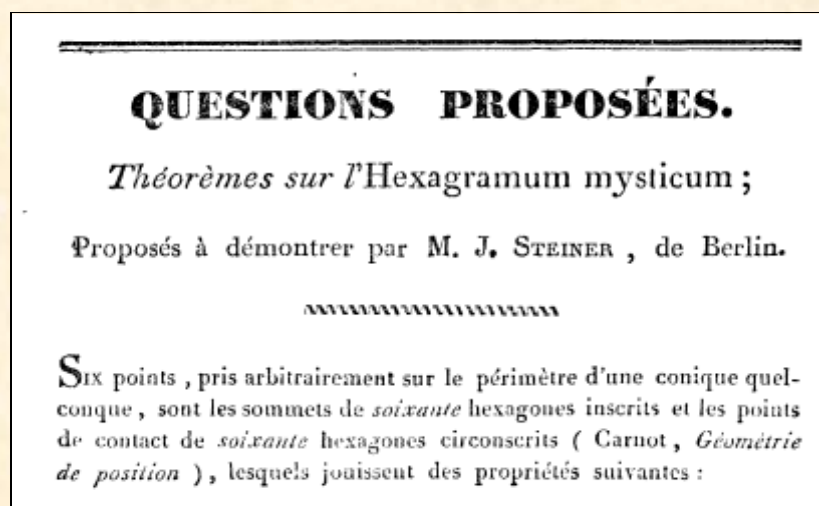 QUESTIONS PROPOSÉES.
Théorèmes sur l'Hexagramum mysticum ;
Proposés à démontrer par M. J. STEINER , de Berlin.
SIX points , pris arbitrairement sur le périmètre d'une conique quel-
conque , sont les sommets de soixante hexagones inscrits et les points
de contact de soixante hexagones circonscrits ( Carnot , Géométrie
de position ) , lesquels jouissent des propriétés suivantes :